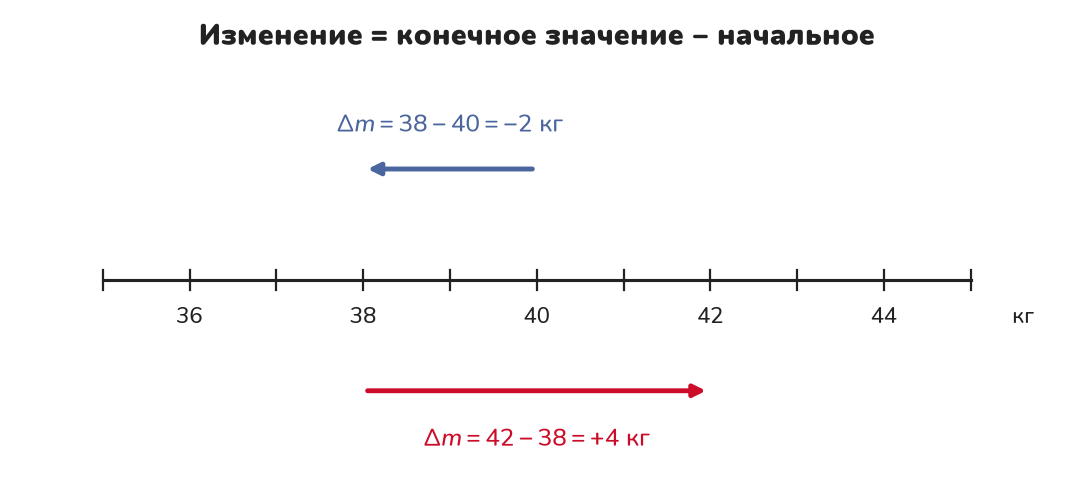 Изменение = конечное значение – начальное
Δm = 38 – 40 = –2 кг
36 38 40 42 44 кг
Δm = 42 – 38 = +4 кг